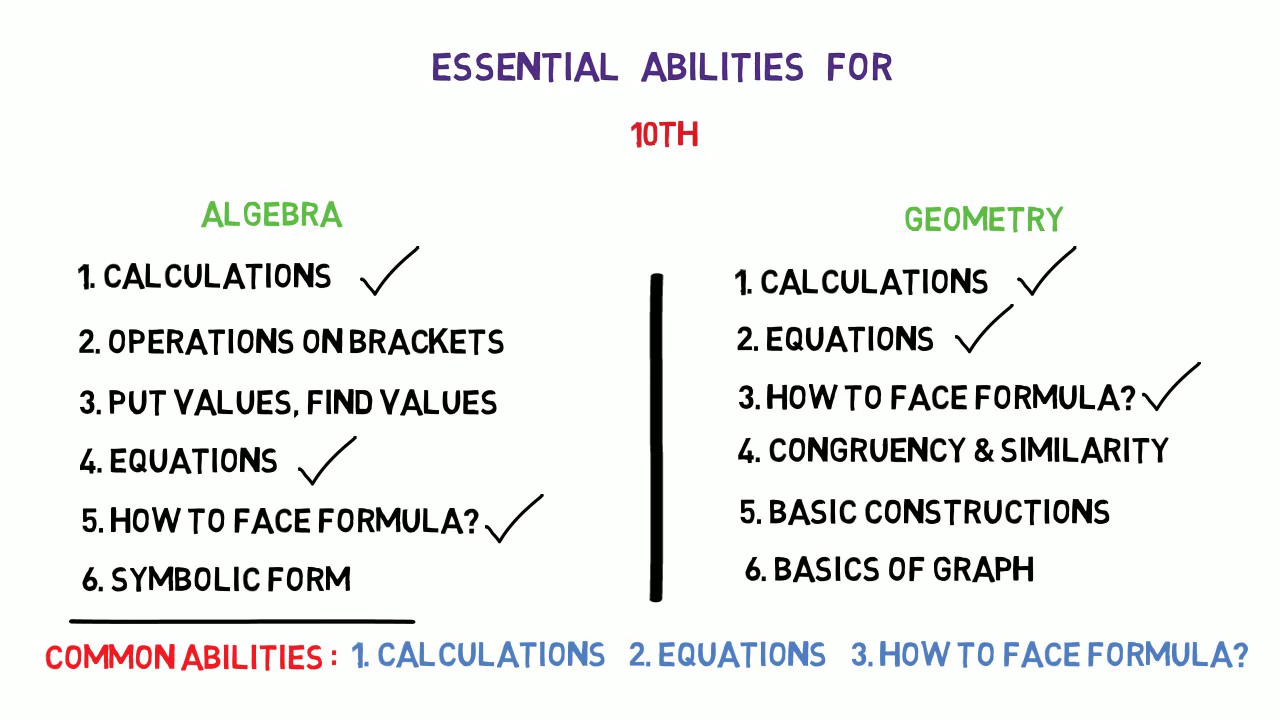 ESSENTIAL ABILITIES FOR
10TH
ALGEBRA
1. CALCULATIONS
2. OPERATIONS ON BRACKETS
3. PUT VALUES, FIND VALUES
4. EQUATIONS
5. HOW TO FACE FORMULA?
6. SYMBOLIC FORM
GEOMETRY
1. CALCULATIONS
2. EQUATIONS
3. HOW TO FACE FORMULA?
4. CONGRUENCY & SIMILARITY
5. BASIC CONSTRUCTIONS
6. BASICS OF GRAPH
COMMON ABILITIES : 1. CALCULATIONS 2. EQUATIONS 3. HOW TO FACE FORMULA?